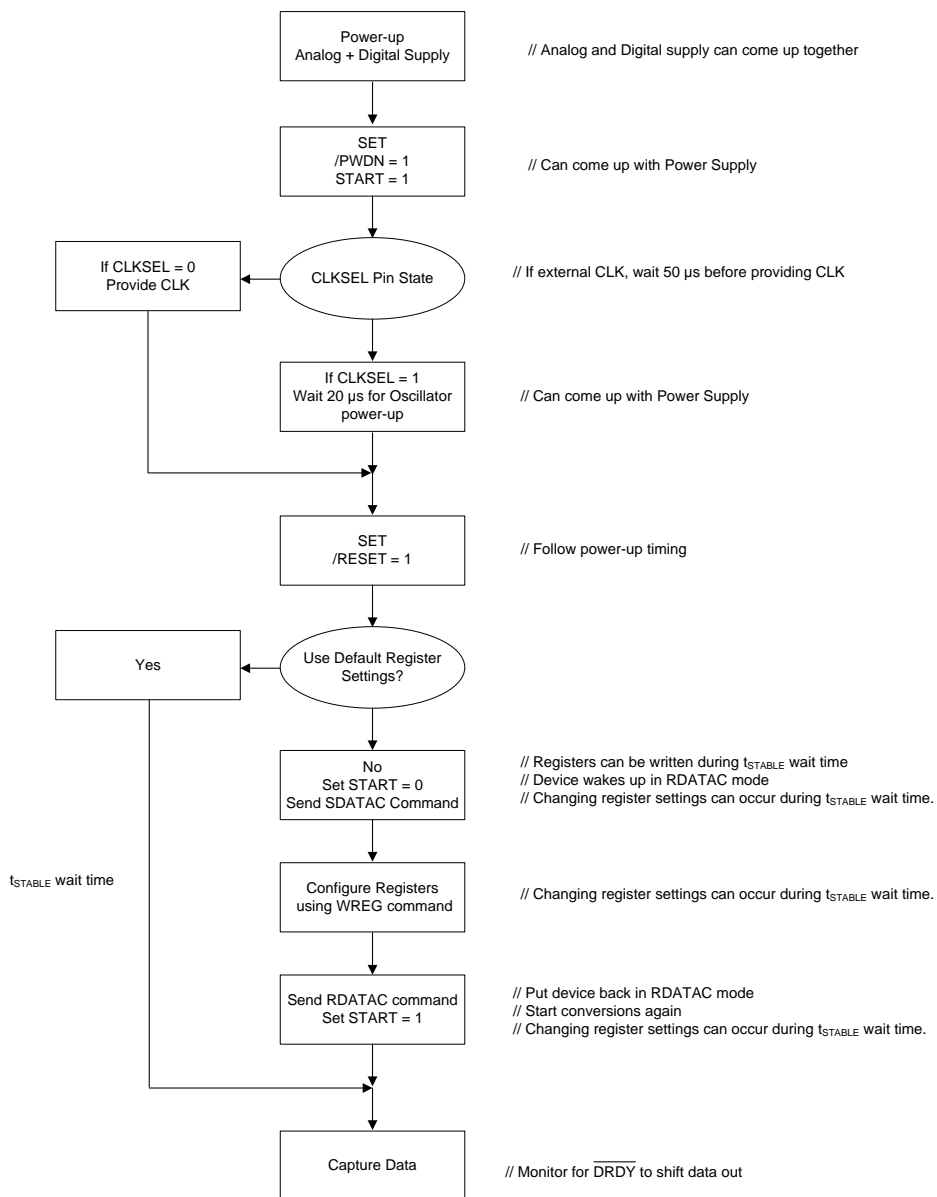 Power-up
Analog + Digital Supply
// Analog and Digital supply can come up together
SET
/PWDN = 1
START = 1
// Can come up with Power Supply
If CLKSEL = 0
Provide CLK
CLKSEL Pin State
// If external CLK, wait 50 µs before providing CLK
If CLKSEL = 1
Wait 20 µs for Oscillator
power-up
// Can come up with Power Supply
SET
/RESET = 1
// Follow power-up timing
Yes
Use Default Register
Settings?
No
Set START = 0
Send SDATAC Command
// Registers can be written during tSTABLE wait time
// Device wakes up in RDATAC mode
// Changing register settings can occur during tSTABLE wait time.
tSTABLE wait time
Configure Registers
using WREG command
// Changing register settings can occur during tSTABLE wait time.
Send RDATAC command
Set START = 1
// Put device back in RDATAC mode
// Start conversions again
// Changing register settings can occur during tSTABLE wait time.
Capture Data
// Monitor for D̅R̅D̅Y̅ to shift data out